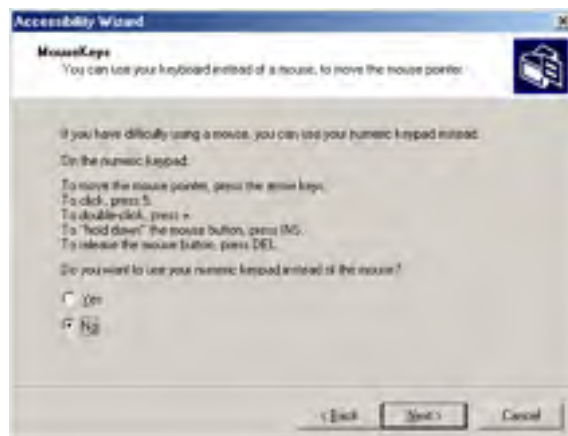 Accessibility Wizard
MouseKeys
You can use your keyboard instead of a mouse, to move the mouse pointer.
If you have difficulty using a mouse, you can use your numeric keypad instead.
On the numeric keypad:
To move the mouse pointer, press the arrow keys.
To click, press 5.
To double-click, press +.
To "hold down" the mouse button, press INS.
To release the mouse button, press DEL.
Do you want to use your numeric keypad instead of the mouse?
Yes
No
< Back Next > Cancel